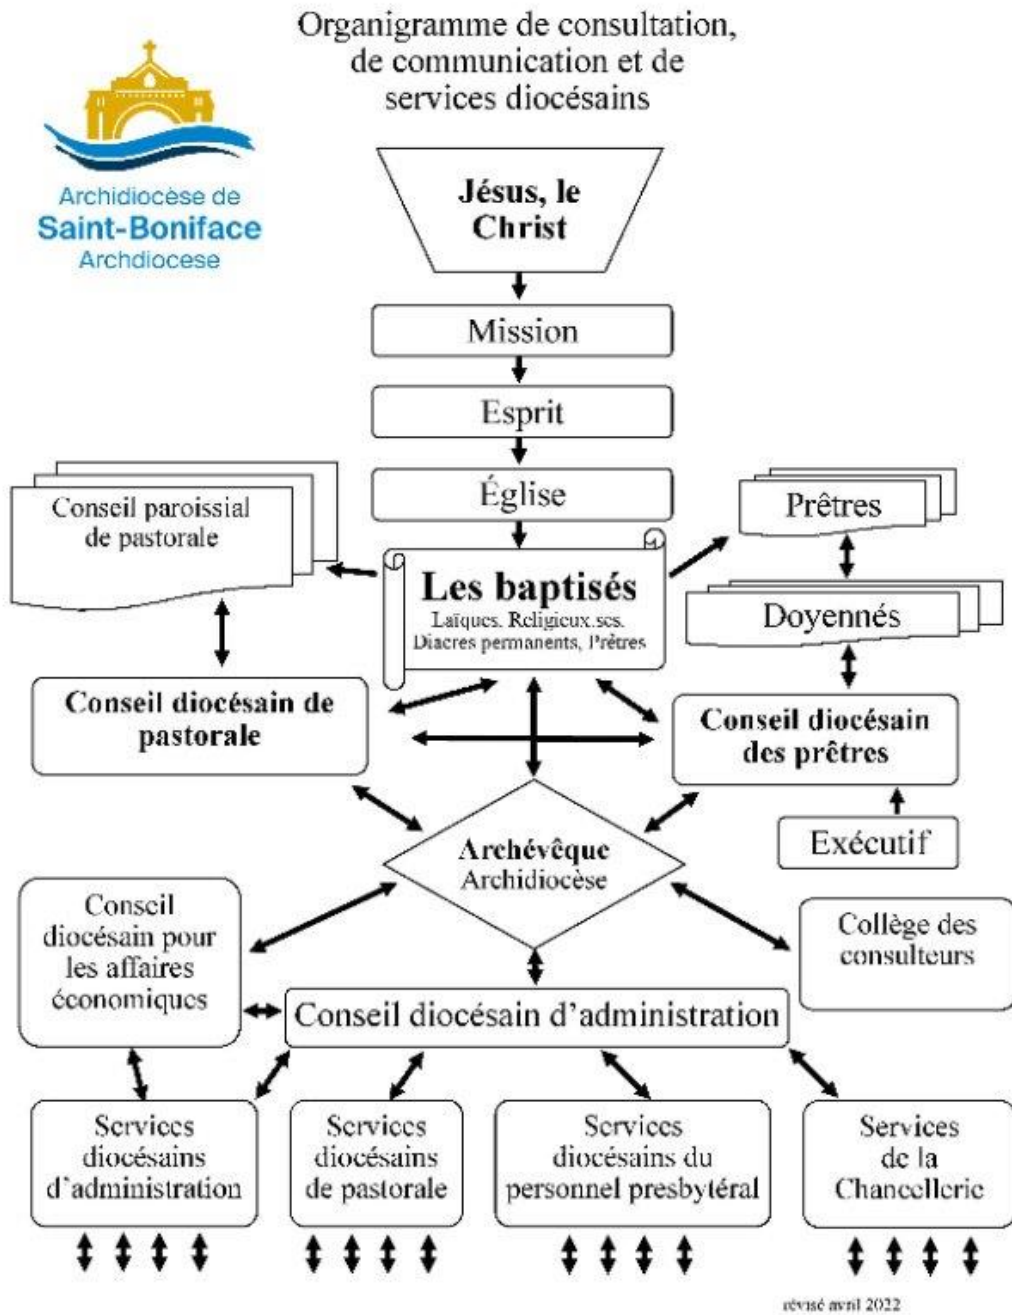 Organigramme de consultation,
de communication et de
services diocésains
Archidiocèse de
Saint-Boniface
Archdiocese
Jésus, le
Christ
Mission
Esprit
Église
Conseil paroissial
de pastorale
Prêtres
Les baptisés
Laïques. Religieux.ses.
Diacres permanents, Prêtres
Doyennés
Conseil diocésain de
pastorale
Conseil diocésain
des prêtres
Exécutif
Archévêque
Archidiocèse
Conseil
diocésain pour
les affaires
économiques
Collège des
consulteurs
Conseil diocésain d'administration
Services
diocésains
d'administration
Services
diocésains
de pastorale
Services
diocésains du
personnel presbytéral
Services
de la
Chancellerie
révisé avril 2022